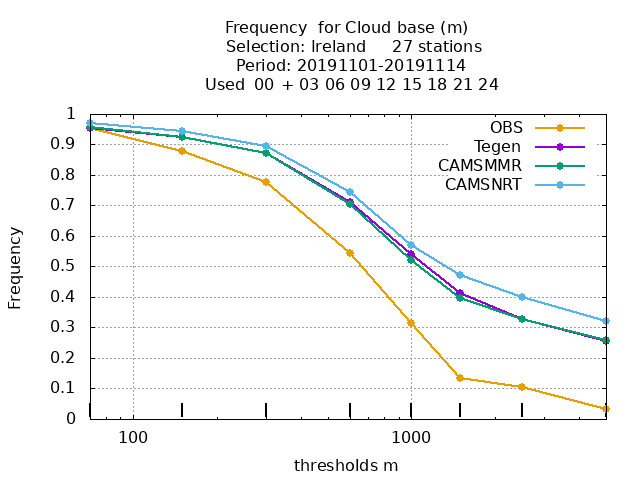 Frequency  for Cloud base (m)
Selection: Ireland     27 stations
Period: 20191101-20191114
Used  00  + 03 06 09 12 15 18 21 24
OBS
Tegen
CAMSMMR
CAMSNRT
1
0.9
0.8
0.7
0.6
0.5
0.4
0.3
0.2
0.1
0
Frequency
100 1000
thresholds m